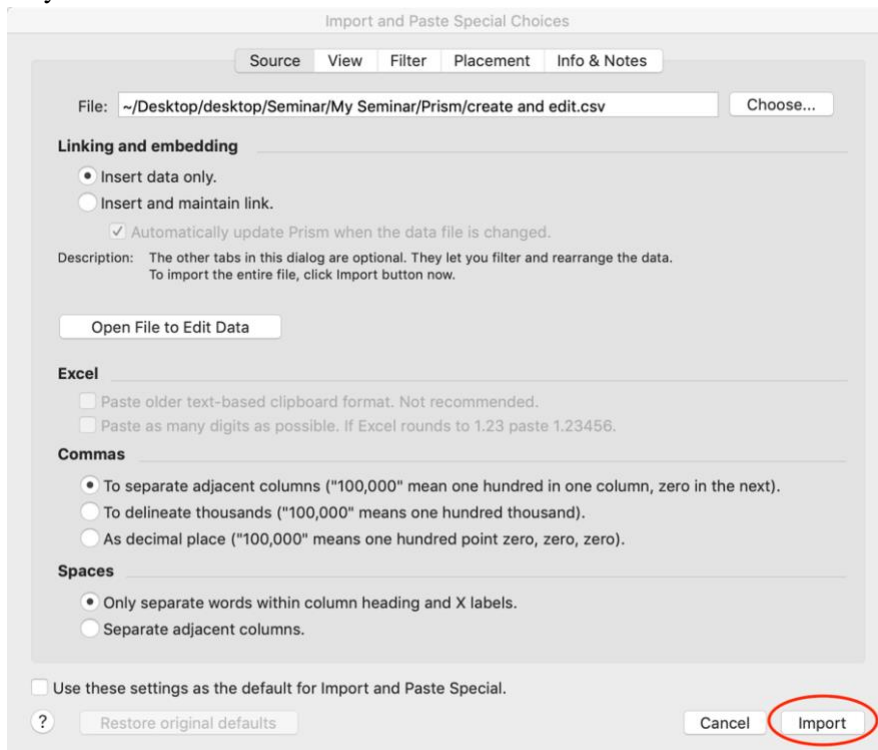 Import and Paste Special Choices
Source View Filter Placement Info & Notes
File: ~/Desktop/desktop/Seminar/My Seminar/Prism/create and edit.csv Choose...
Linking and embedding
Insert data only.
Insert and maintain link.
Automatically update Prism when the data file is changed.
Description: The other tabs in this dialog are optional. They let you filter and rearrange the data.
To import the entire file, click Import button now.
Open File to Edit Data
Excel
Paste older text-based clipboard format. Not recommended.
Paste as many digits as possible. If Excel rounds to 1.23 paste 1.23456.
Commas
To separate adjacent columns ("100,000" mean one hundred in one column, zero in the next).
To delineate thousands ("100,000" means one hundred thousand).
As decimal place ("100,000" means one hundred point zero, zero, zero).
Spaces
Only separate words within column heading and X labels.
Separate adjacent columns.
Use these settings as the default for Import and Paste Special.
? Restore original defaults Cancel Import